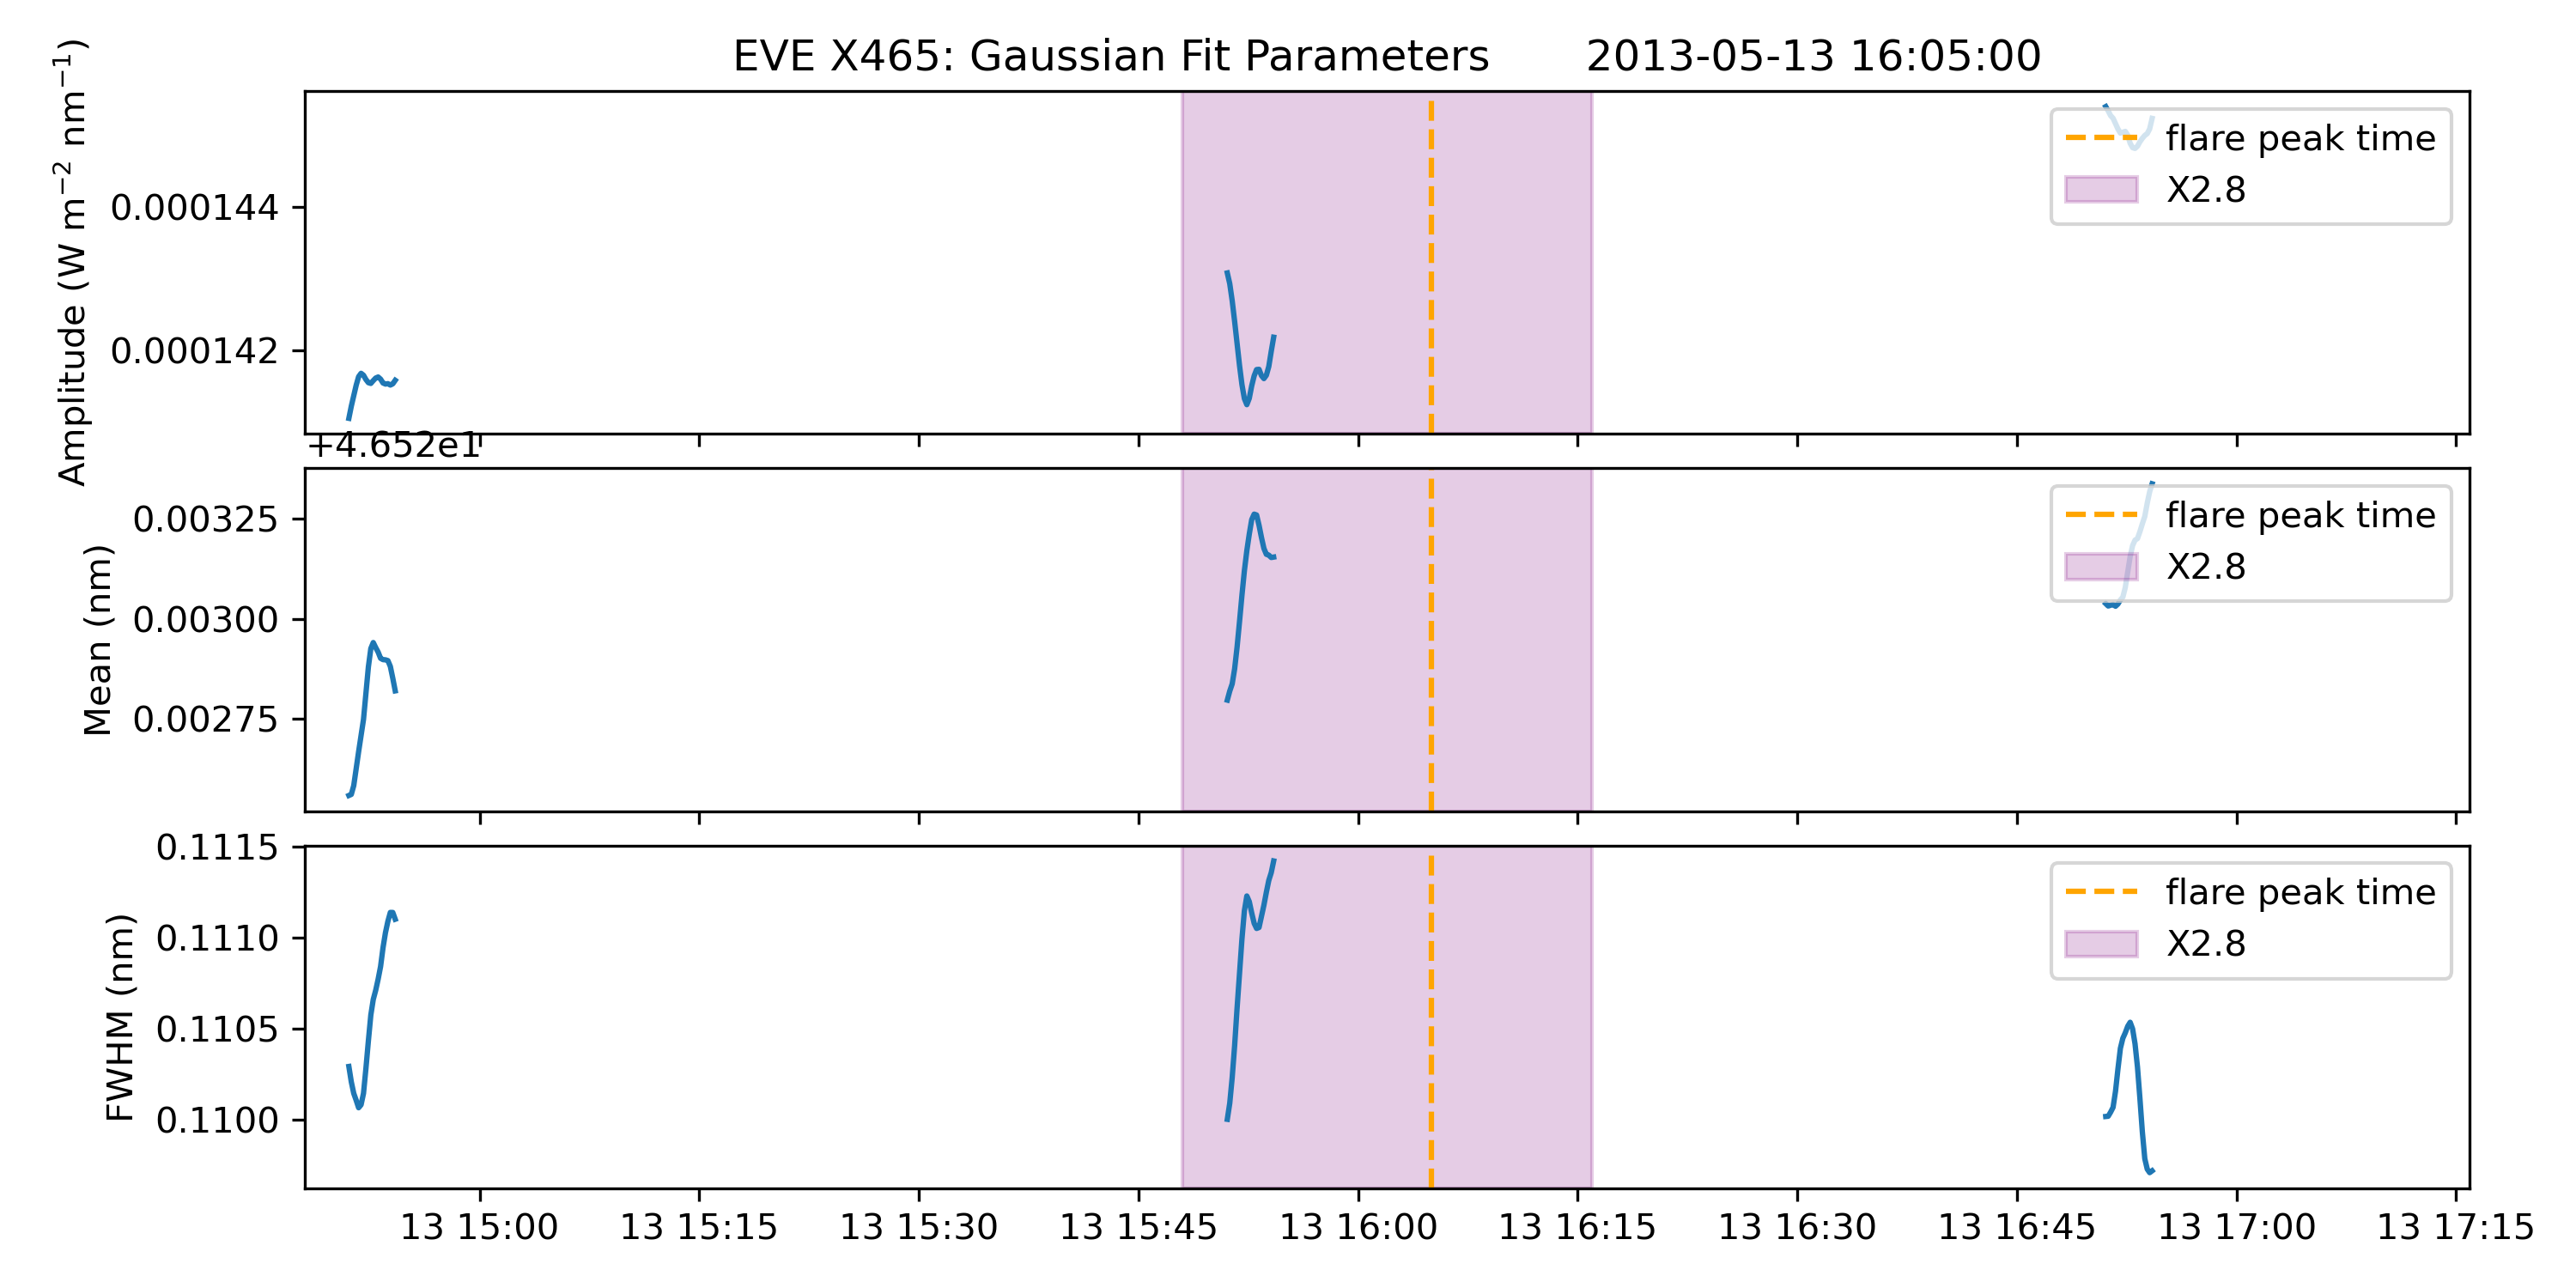 EVE X465: Gaussian Fit Parameters 2013-05-13 16:05:00
Amplitude (W m⁻² nm⁻¹)
0.000144
0.000142
flare peak time
X2.8
+4.652e1
Mean (nm)
0.00325
0.00300
0.00275
flare peak time
X2.8
FWHM (nm)
0.1115
0.1110
0.1105
0.1100
flare peak time
X2.8
13 15:00 13 15:15 13 15:30 13 15:45 13 16:00 13 16:15 13 16:30 13 16:45 13 17:00 13 17:15